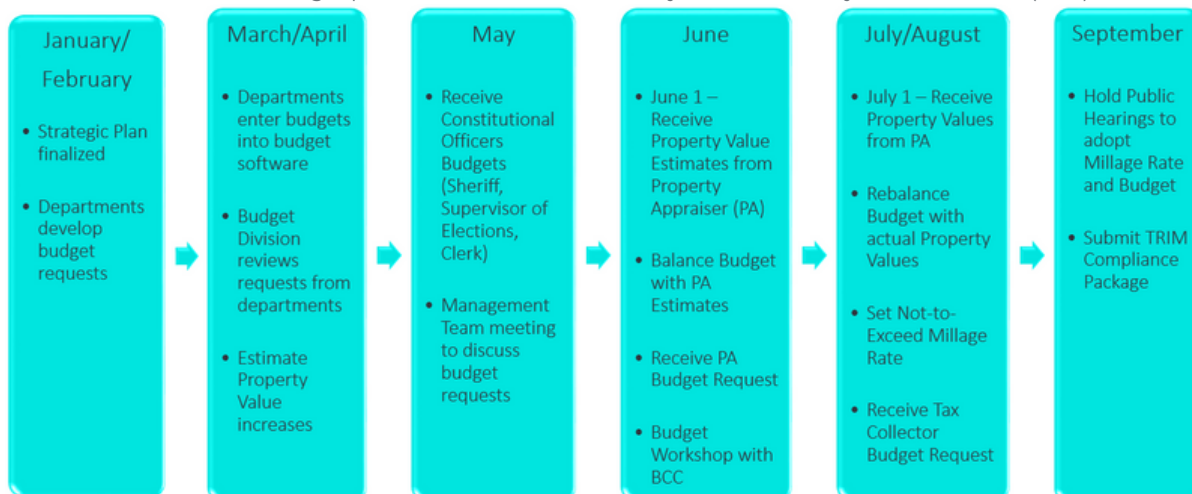 January/
February
• Strategic Plan
finalized
• Departments
develop
budget
requests
March/April
• Departments
enter budgets
into budget
software
• Budget
Division
reviews
requests from
departments
• Estimate
Property
Value
increases
May
• Receive
Constitutional
Officers
Budgets
(Sheriff,
Supervisor of
Elections,
Clerk)
• Management
Team meeting
to discuss
budget
requests
June
• June 1 –
Receive
Property Value
Estimates from
Property
Appraiser (PA)
• Balance Budget
with PA
Estimates
• Receive PA
Budget Request
• Budget
Workshop with
BCC
July/August
• July 1 – Receive
Property Values
from PA
• Rebalance
Budget with
actual Property
Values
• Set Not-to-
Exceed Millage
Rate
• Receive Tax
Collector
Budget Request
September
• Hold Public
Hearings to
adopt
Millage Rate
and Budget
• Submit TRIM
Compliance
Package